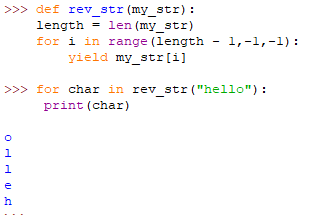 >>> def rev_str(my_str):
    length = len(my_str)
    for i in range(length - 1,-1,-1):
        yield my_str[i]
>>> for char in rev_str("hello"):
     print(char)
o
l
l
e
h